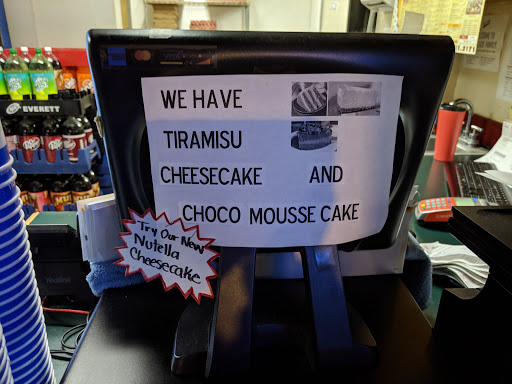 WE HAVE
TIRAMISU
CHEESECAKE AND
CHOCO MOUSSE CAKE
Try Our New
Nutella
Cheesecake
EVERETT